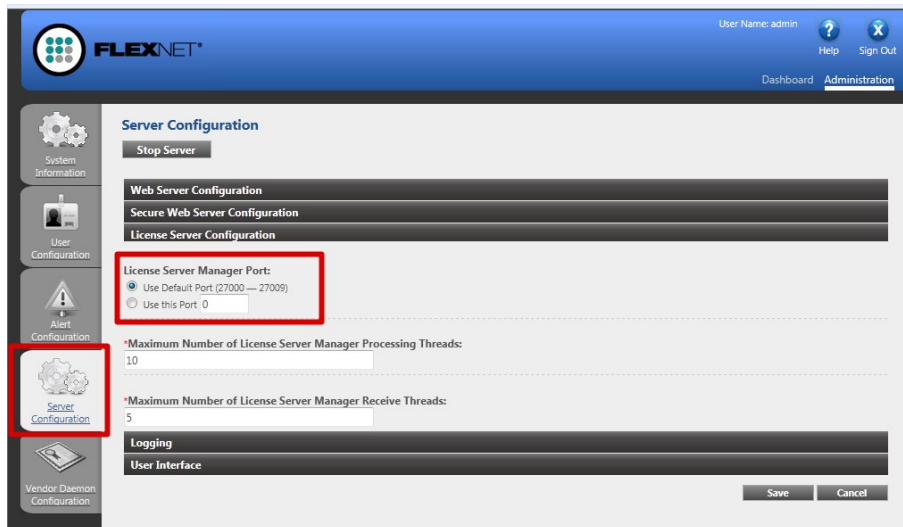 User Name: admin
FLEXNET
Help
Sign Out
Dashboard
Administration
System
Information
User
Configuration
Alert
Configuration
Server
Configuration
Vendor Daemon
Configuration
Server Configuration
Stop Server
Web Server Configuration
Secure Web Server Configuration
License Server Configuration
License Server Manager Port:
Use Default Port (27000 — 27009)
Use this Port 0
*Maximum Number of License Server Manager Processing Threads:
10
*Maximum Number of License Server Manager Receive Threads:
5
Logging
User Interface
Save
Cancel